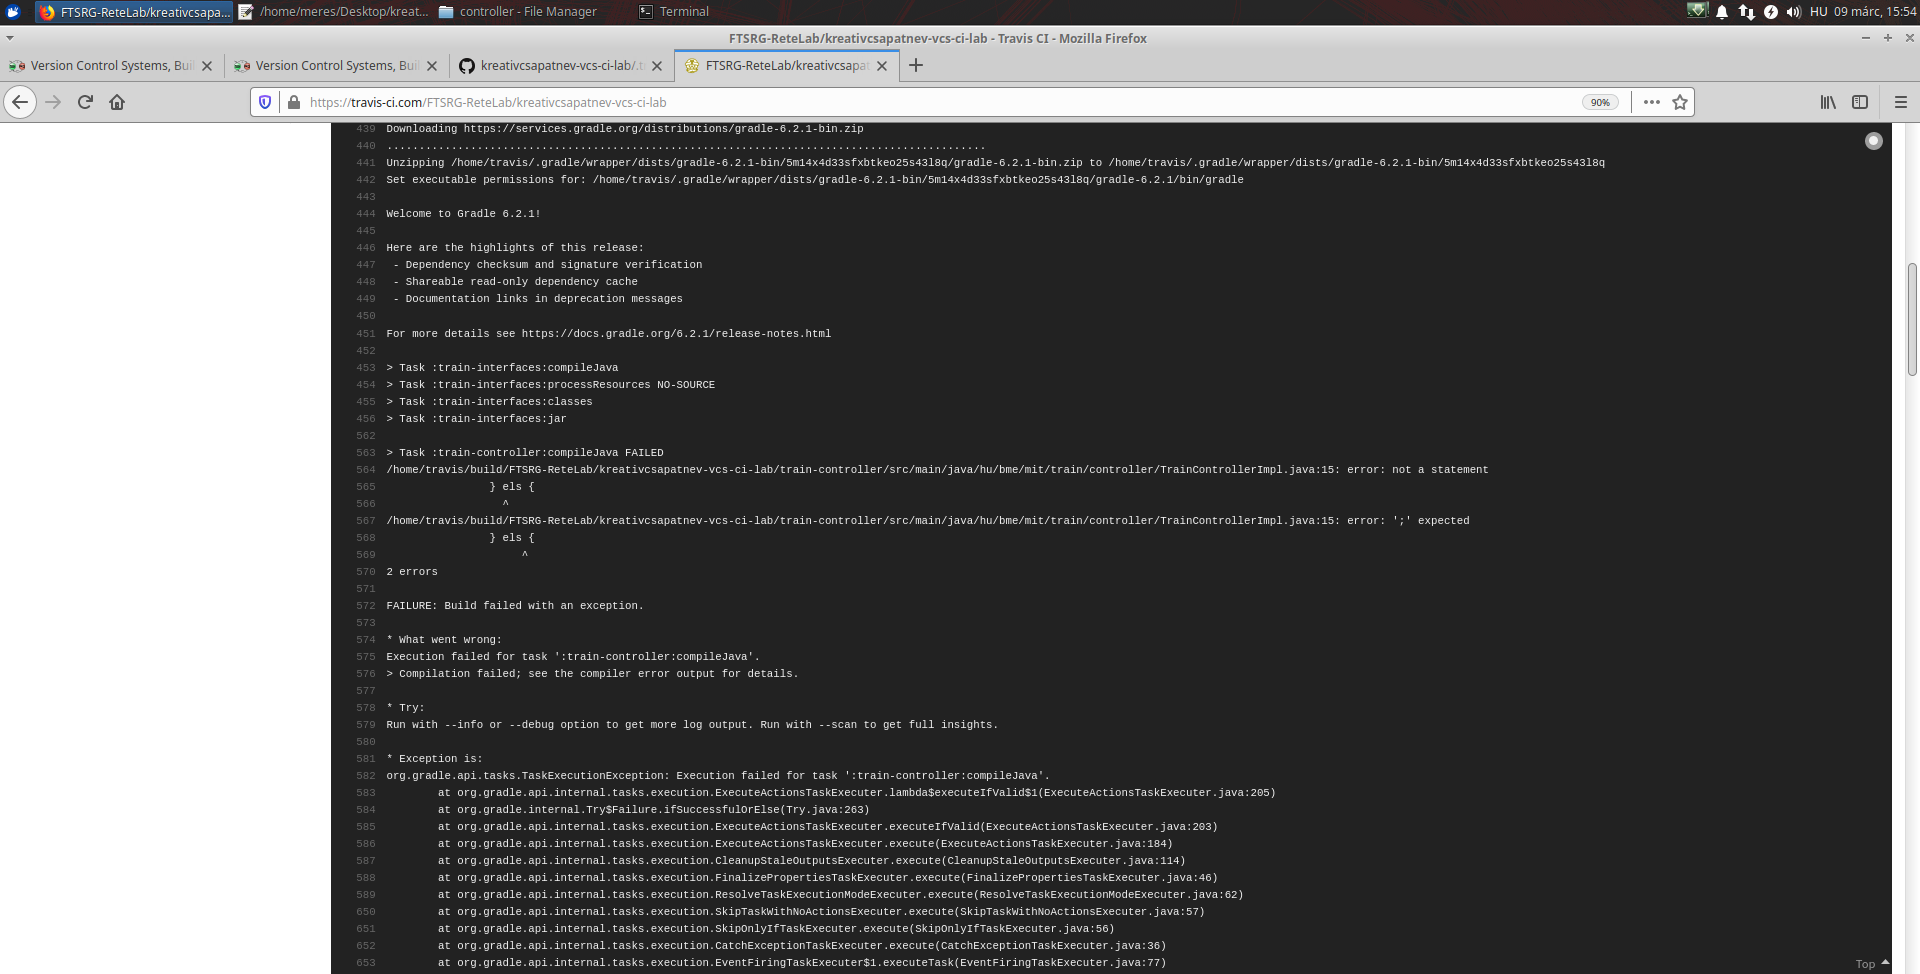 FTSRG-ReteLab/kreativcsapa...
/home/meres/Desktop/kreat...
controller - File Manager
Terminal
HU
09 márc, 15:54
FTSRG-ReteLab/kreativcsapatnev-vcs-ci-lab - Travis CI - Mozilla Firefox
Version Control Systems, Bui
Version Control Systems, Bui
kreativcsapatnev-vcs-ci-lab/.t
FTSRG-ReteLab/kreativcsapat
https://travis-ci.com/FTSRG-ReteLab/kreativcsapatnev-vcs-ci-lab
90%
439 Downloading https://services.gradle.org/distributions/gradle-6.2.1-bin.zip
440 .............................................................................................
441 Unzipping /home/travis/.gradle/wrapper/dists/gradle-6.2.1-bin/5m14x4d33sfxbtkeo25s43l8q/gradle-6.2.1-bin.zip to /home/travis/.gradle/wrapper/dists/gradle-6.2.1-bin/5m14x4d33sfxbtkeo25s43l8q
442 Set executable permissions for: /home/travis/.gradle/wrapper/dists/gradle-6.2.1-bin/5m14x4d33sfxbtkeo25s43l8q/gradle-6.2.1/bin/gradle
443
444 Welcome to Gradle 6.2.1!
445
446 Here are the highlights of this release:
447  - Dependency checksum and signature verification
448  - Shareable read-only dependency cache
449  - Documentation links in deprecation messages
450
451 For more details see https://docs.gradle.org/6.2.1/release-notes.html
452
453 > Task :train-interfaces:compileJava
454 > Task :train-interfaces:processResources NO-SOURCE
455 > Task :train-interfaces:classes
456 > Task :train-interfaces:jar
562
563 > Task :train-controller:compileJava FAILED
564 /home/travis/build/FTSRG-ReteLab/kreativcsapatnev-vcs-ci-lab/train-controller/src/main/java/hu/bme/mit/train/controller/TrainControllerImpl.java:15: error: not a statement
565 } els {
566 ^
567 /home/travis/build/FTSRG-ReteLab/kreativcsapatnev-vcs-ci-lab/train-controller/src/main/java/hu/bme/mit/train/controller/TrainControllerImpl.java:15: error: ';' expected
568 } els {
569 ^
570 2 errors
571
572 FAILURE: Build failed with an exception.
573
574 * What went wrong:
575 Execution failed for task ':train-controller:compileJava'.
576 > Compilation failed; see the compiler error output for details.
577
578 * Try:
579 Run with --info or --debug option to get more log output. Run with --scan to get full insights.
580
581 * Exception is:
582 org.gradle.api.tasks.TaskExecutionException: Execution failed for task ':train-controller:compileJava'.
583 at org.gradle.api.internal.tasks.execution.ExecuteActionsTaskExecuter.lambda$executeIfValid$1(ExecuteActionsTaskExecuter.java:205)
584 at org.gradle.internal.Try$Failure.ifSuccessfulOrElse(Try.java:263)
585 at org.gradle.api.internal.tasks.execution.ExecuteActionsTaskExecuter.executeIfValid(ExecuteActionsTaskExecuter.java:203)
586 at org.gradle.api.internal.tasks.execution.ExecuteActionsTaskExecuter.execute(ExecuteActionsTaskExecuter.java:184)
587 at org.gradle.api.internal.tasks.execution.CleanupStaleOutputsExecuter.execute(CleanupStaleOutputsExecuter.java:114)
588 at org.gradle.api.internal.tasks.execution.FinalizePropertiesTaskExecuter.execute(FinalizePropertiesTaskExecuter.java:46)
589 at org.gradle.api.internal.tasks.execution.ResolveTaskExecutionModeExecuter.execute(ResolveTaskExecutionModeExecuter.java:62)
650 at org.gradle.api.internal.tasks.execution.SkipTaskWithNoActionsExecuter.execute(SkipTaskWithNoActionsExecuter.java:57)
651 at org.gradle.api.internal.tasks.execution.SkipOnlyIfTaskExecuter.execute(SkipOnlyIfTaskExecuter.java:56)
652 at org.gradle.api.internal.tasks.execution.CatchExceptionTaskExecuter.execute(CatchExceptionTaskExecuter.java:36)
653 at org.gradle.api.internal.tasks.execution.EventFiringTaskExecuter$1.executeTask(EventFiringTaskExecuter.java:77)
Top